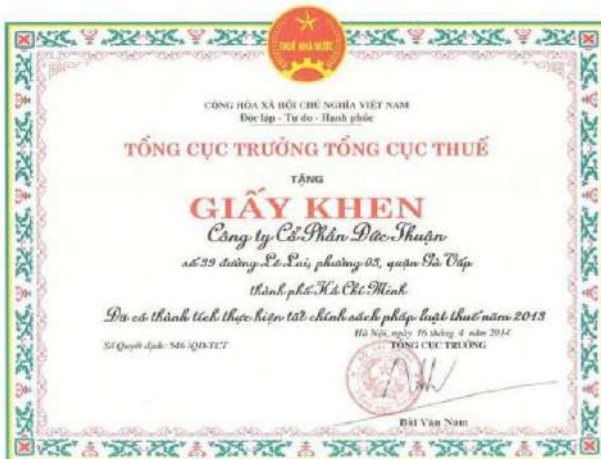 THUẾ NHÀ NƯỚC
CỘNG HÒA XÃ HỘI CHỦ NGHĨA VIỆT NAM
Độc lập - Tự do - Hạnh phúc
TỔNG CỤC TRƯỞNG TỔNG CỤC THUẾ
TẶNG
GIẤY KHEN
Công ty Cổ Phần Đức Thuận
số 39 đường Lê Lai, phường 03, quận Gò Vấp
thành phố Hồ Chí Minh
Đã có thành tích thực hiện tốt chính sách pháp luật thuế năm 2013
Hà Nội, ngày 16 tháng 4 năm 2014
Số Quyết định: 546 /QĐ-TCT
TỔNG CỤC TRƯỞNG
Bùi Văn Nam